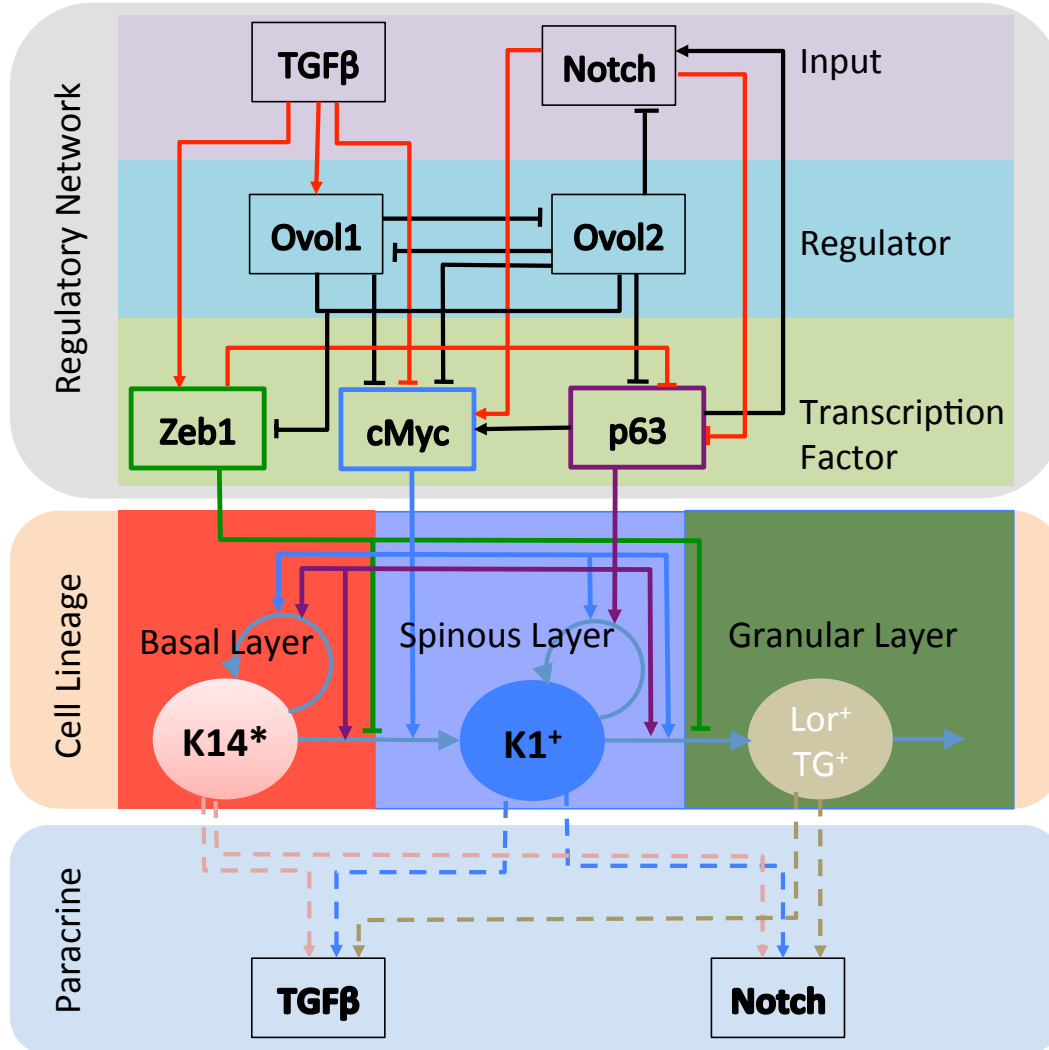 Regulatory Network
TGFβ
Notch
Input
Ovol1
Ovol2
Regulator
Zeb1
cMyc
p63
Transcription
Factor
Cell Lineage
Basal Layer
Spinous Layer
Granular Layer
K14*
K1⁺
Lor⁺
TG⁺
Paracrine
TGFβ
Notch